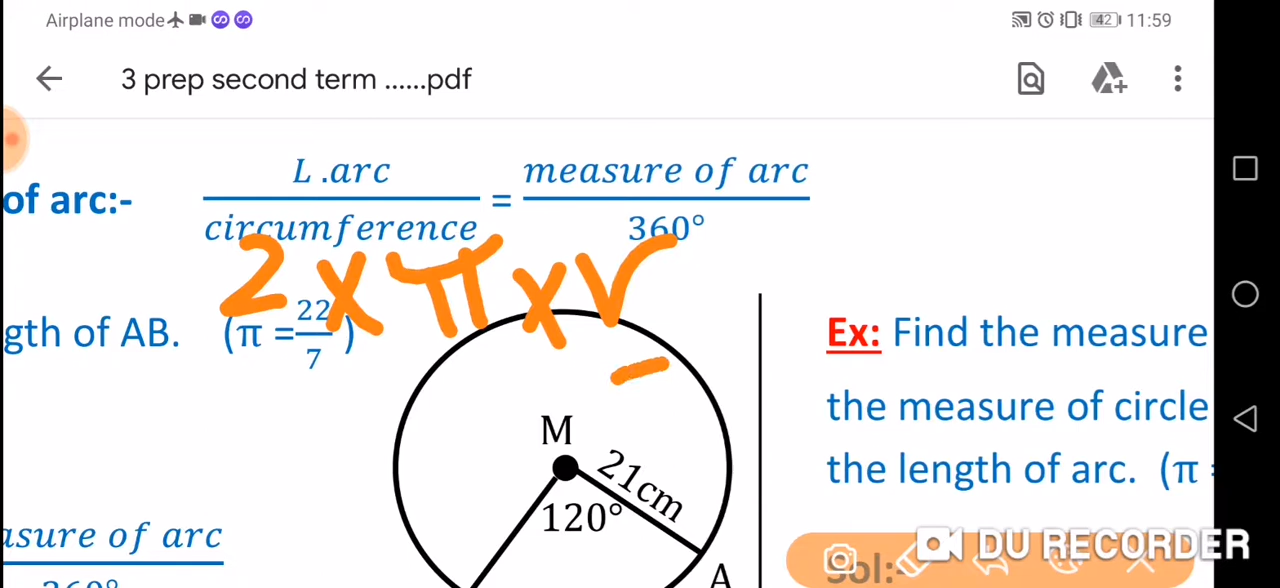 Airplane mode 42 11:59
3 prep second term ......pdf
of arc:- L .arc / circumference = measure of arc / 360°
2 × π × r
gth of AB. (π = 22/7)
Ex: Find the measure
the measure of circle
the length of arc. (π
M
21cm
120°
A
asure of arc
360°
Sol:-
DU RECORDER